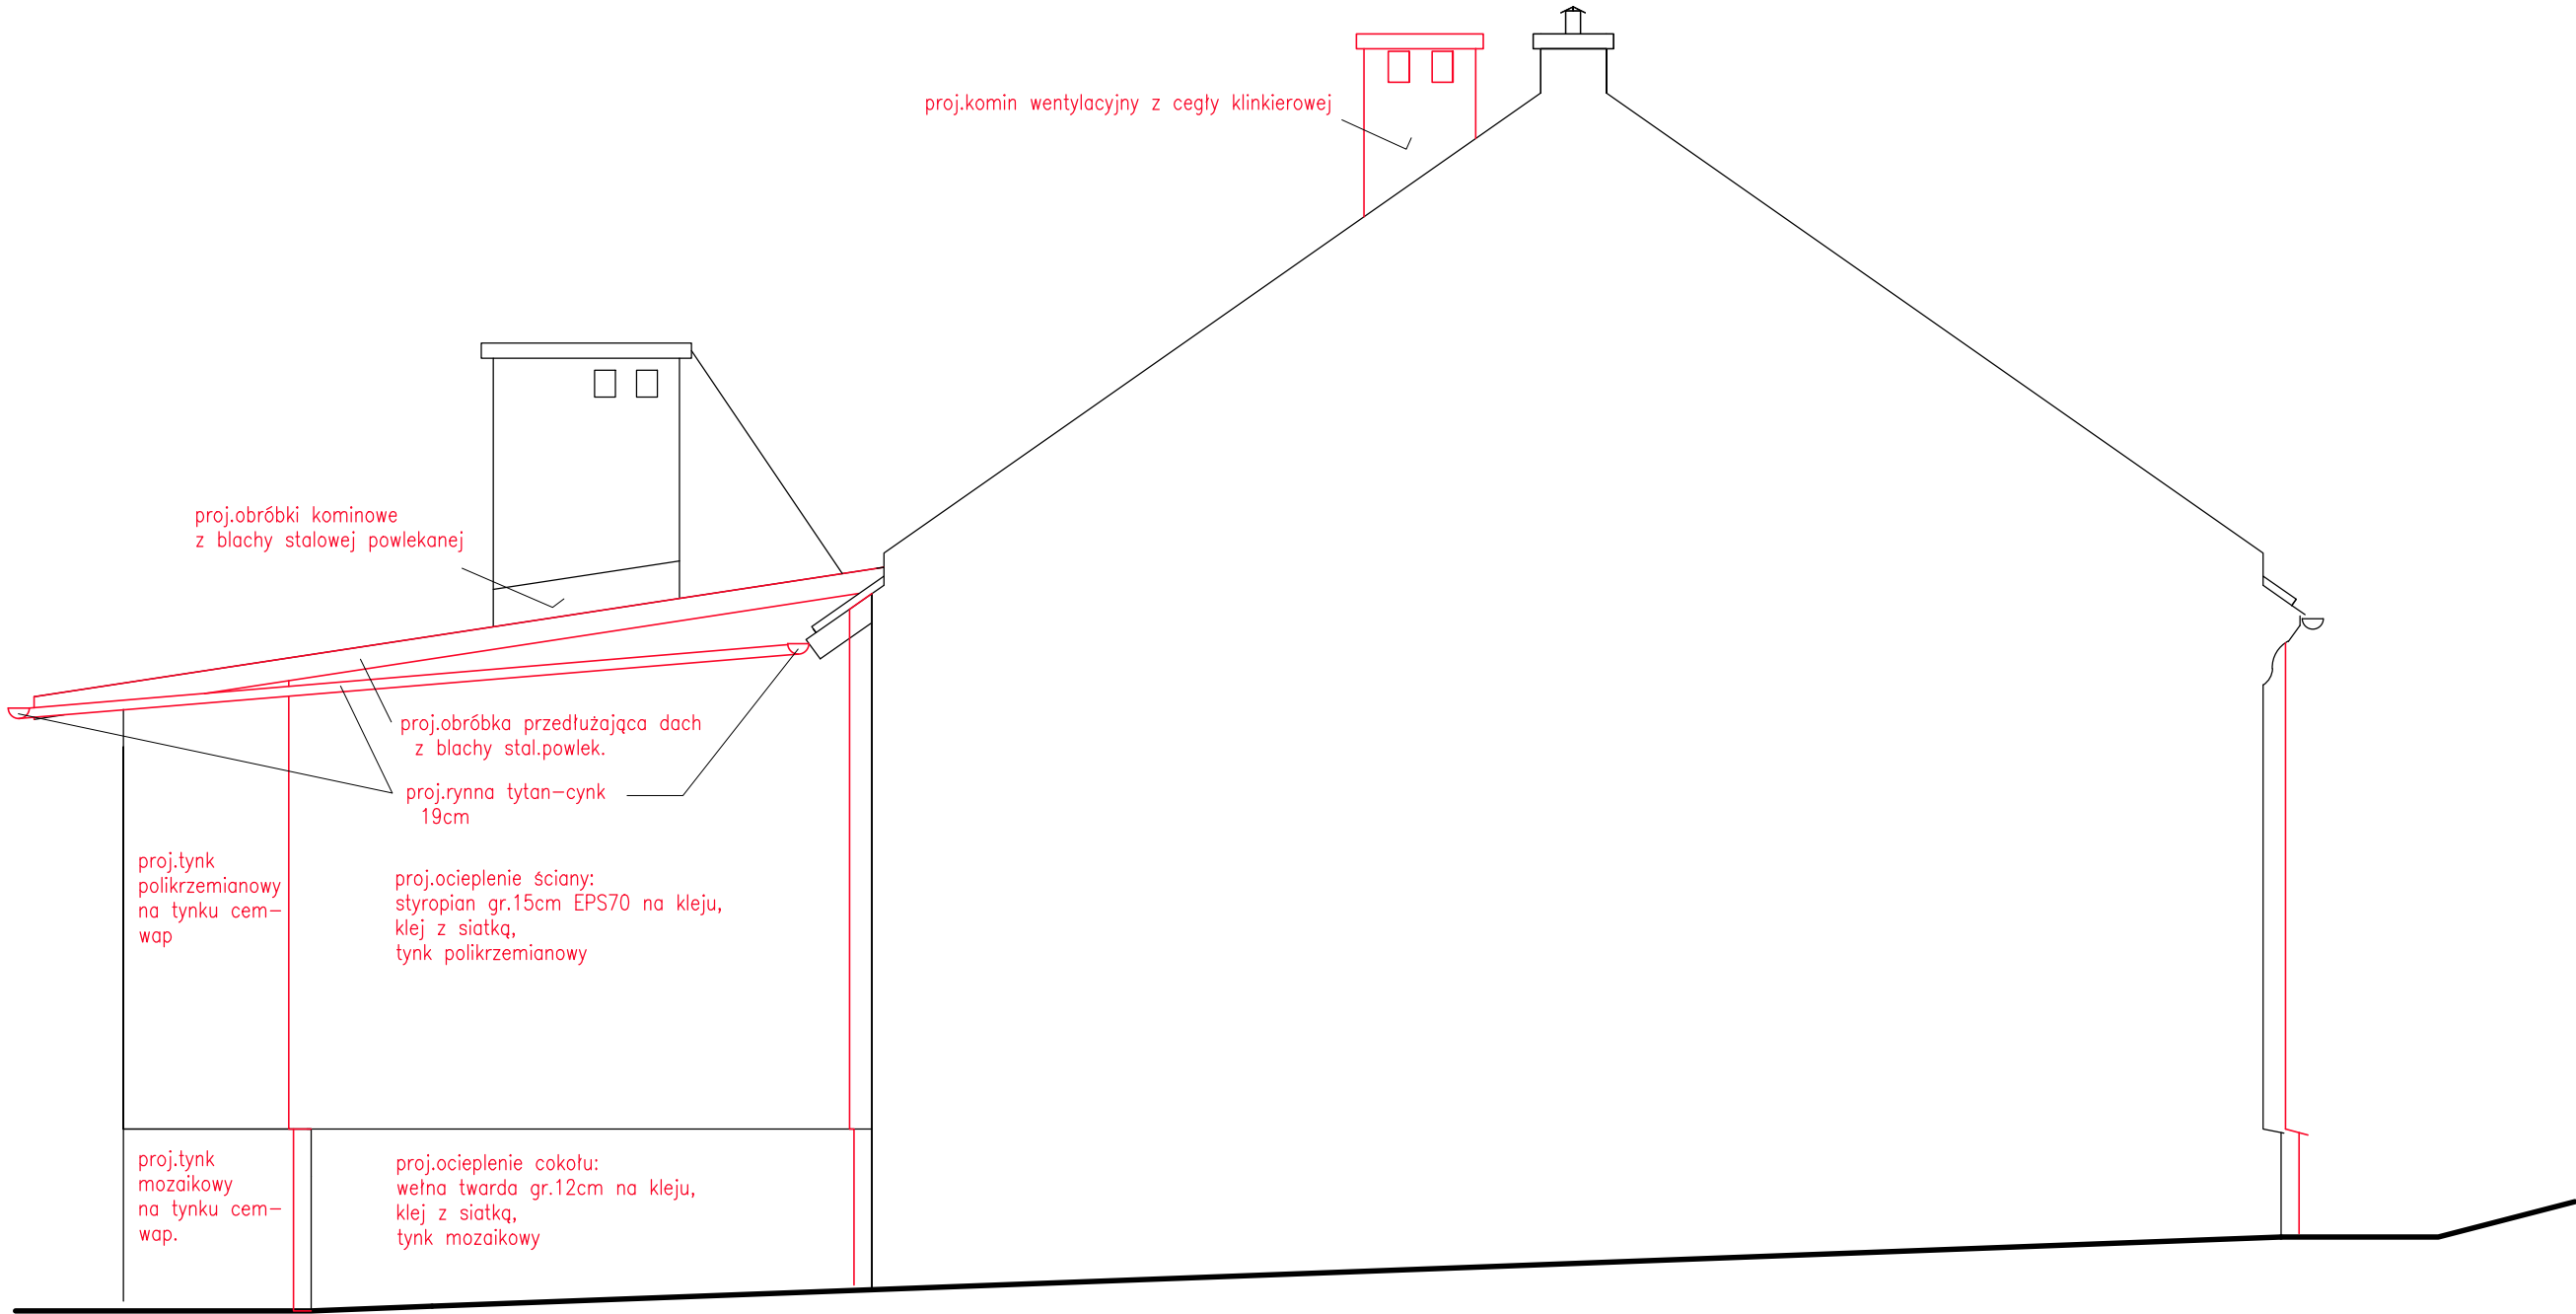 proj.komin wentylacyjny z cegły klinkierowej
proj.obróbki kominowe
z blachy stalowej powlekanej
proj.obróbka przedłużająca dach
z blachy stal.powlek.
proj.rynna tytan-cynk
19cm
proj.tynk
polikrzemianowy
na tynku cem-
wap
proj.ocieplenie ściany:
styropian gr.15cm EPS70 na kleju,
klej z siatką,
tynk polikrzemianowy
proj.tynk
mozaikowy
na tynku cem-
wap.
proj.ocieplenie cokołu:
wełna twarda gr.12cm na kleju,
klej z siatką,
tynk mozaikowy